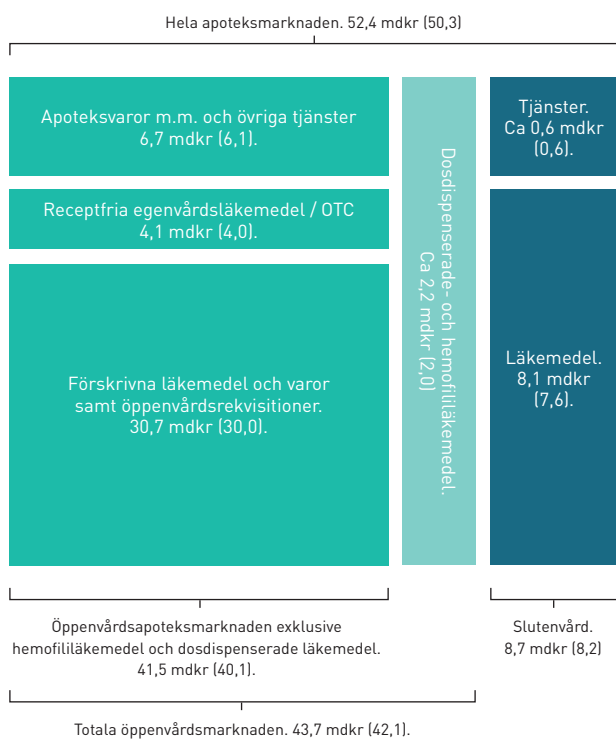 Hela apoteksmarknaden. 52,4 mdkr (50,3)
Apoteksvaror m.m. och övriga tjänster
6,7 mdkr (6,1).
Receptfria egenvårdsläkemedel / OTC
4,1 mdkr (4,0).
Förskrivna läkemedel och varor
samt öppenvårdsrekvisitioner.
30,7 mdkr (30,0).
Dosdispenserade- och hemofililäkemedel.
Ca 2,2 mdkr (2,0)
Tjänster.
Ca 0,6 mdkr
(0,6).
Läkemedel.
8,1 mdkr
(7,6).
Öppenvårdsapoteksmarknaden exklusive
hemofililäkemedel och dosdispenserade läkemedel.
41,5 mdkr (40,1).
Slutenvård.
8,7 mdkr (8,2)
Totala öppenvårdsmarknaden. 43,7 mdkr (42,1).